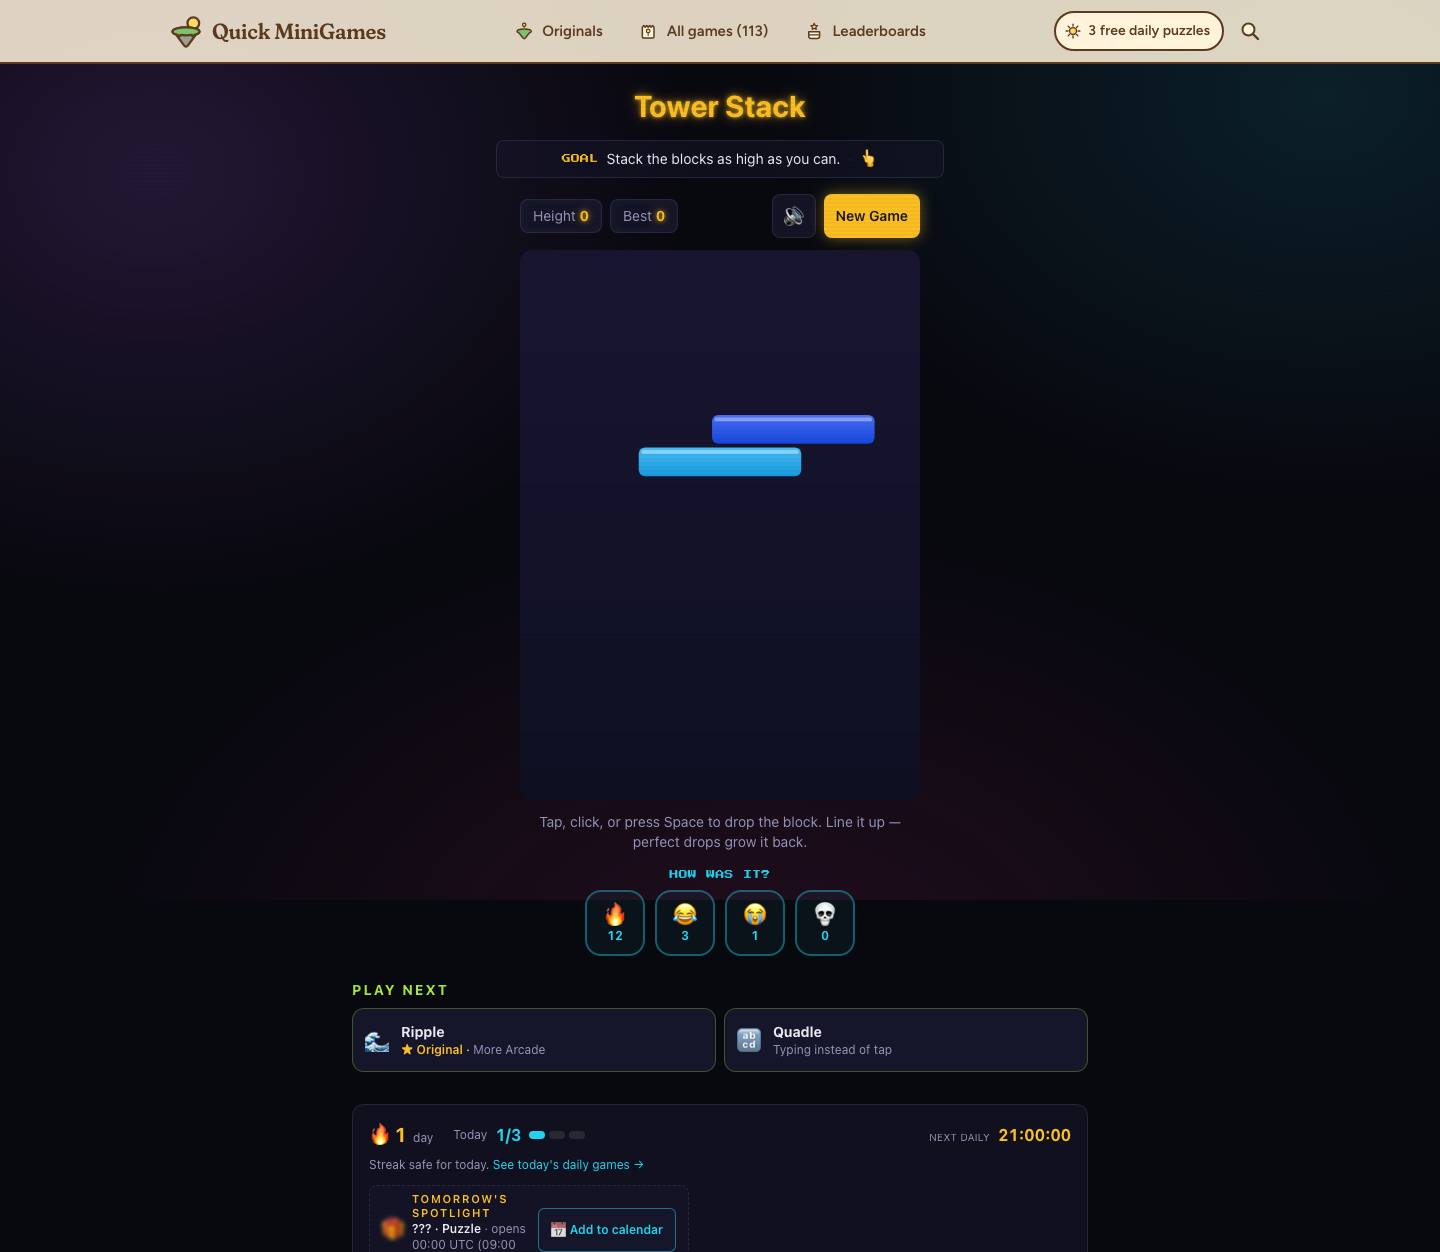 Quick MiniGames
Originals
All games (113)
Leaderboards
3 free daily puzzles
Tower Stack
GOAL Stack the blocks as high as you can.
Height 0
Best 0
New Game
Tap, click, or press Space to drop the block. Line it up —
perfect drops grow it back.
HOW WAS IT?
12
3
1
0
PLAY NEXT
Ripple
Original · More Arcade
Quadle
Typing instead of tap
1 day
Today 1/3
NEXT DAILY 21:00:00
Streak safe for today. See today's daily games →
TOMORROW'S
SPOTLIGHT
??? · Puzzle · opens
00:00 UTC (09:00
Add to calendar